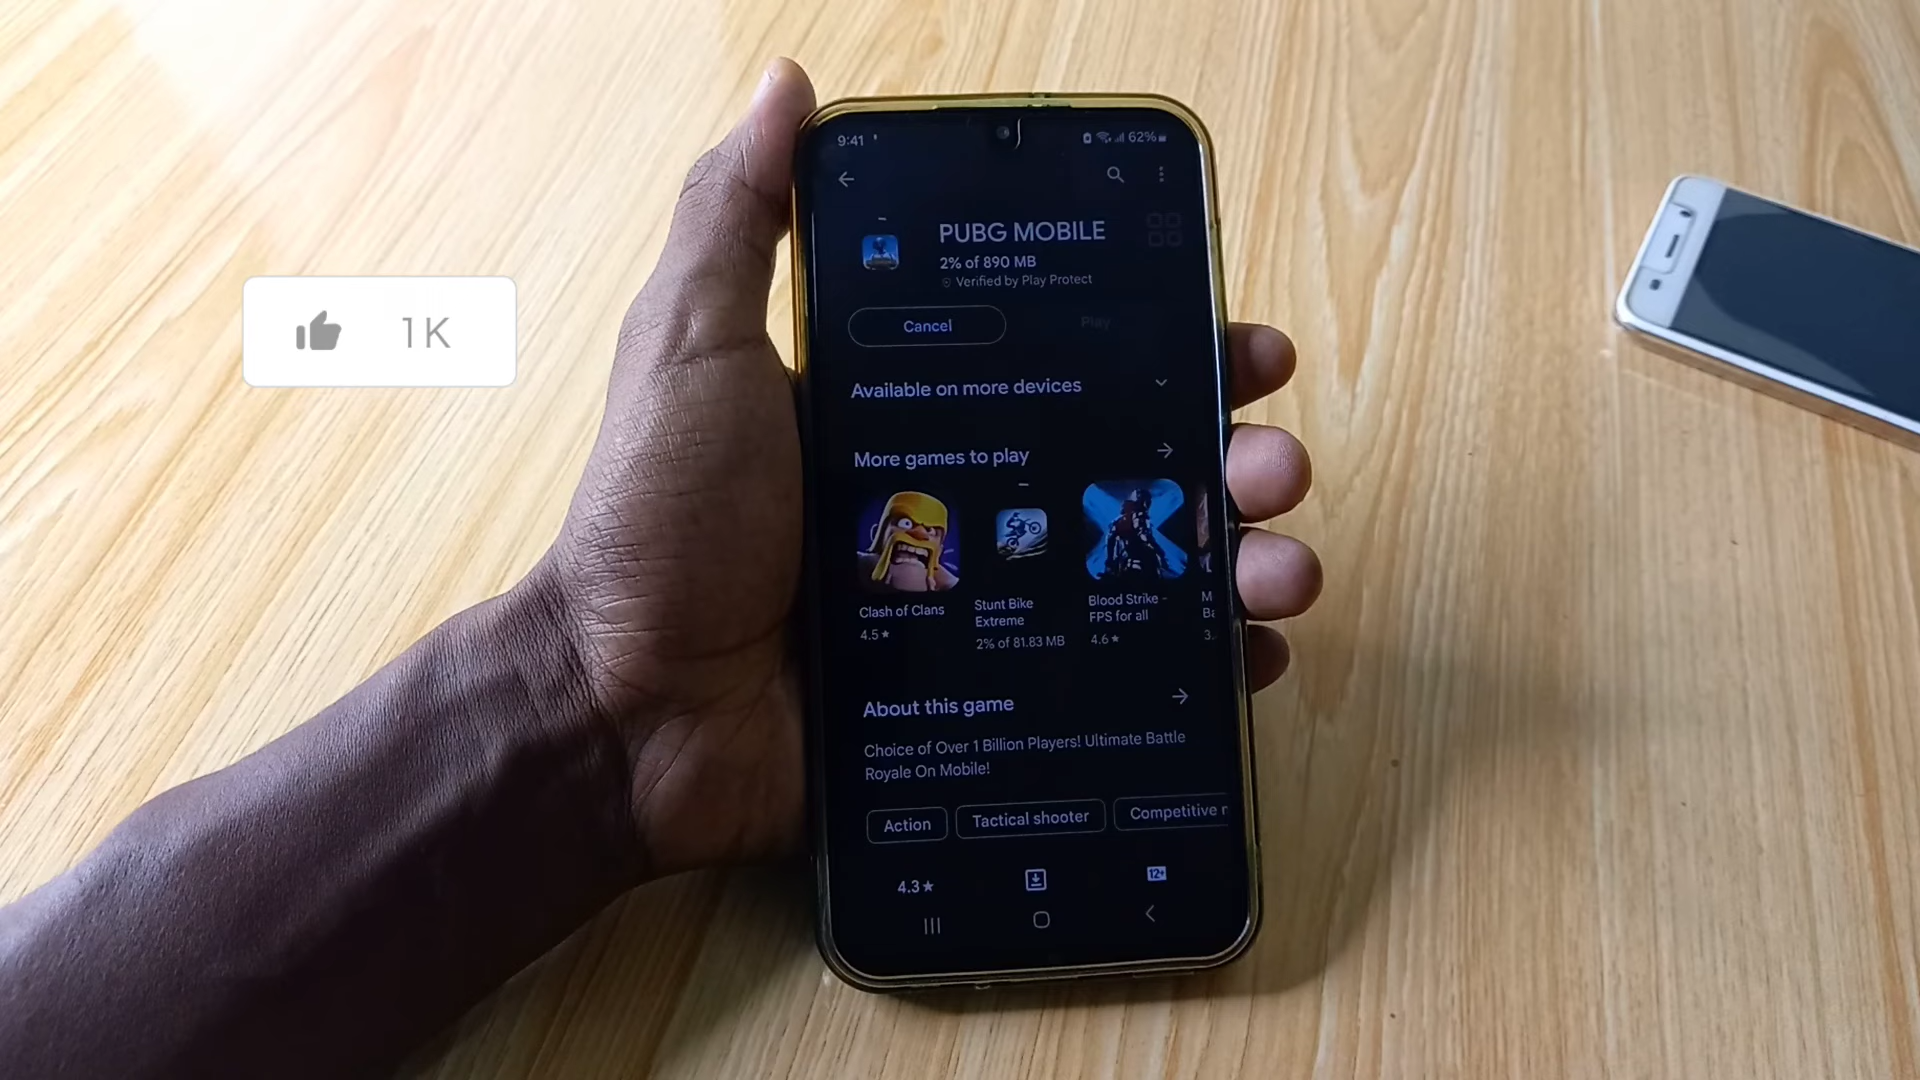 1K
9:41
62%
PUBG MOBILE
2% of 890 MB
Verified by Play Protect
Cancel
Play
Available on more devices
More games to play
Clash of Clans
4.5★
Stunt Bike
Extreme
2% of 81.83 MB
Blood Strike -
FPS for all
4.6★
M
Ba
3.
About this game
Choice of Over 1 Billion Players! Ultimate Battle
Royale On Mobile!
Action
Tactical shooter
Competitive
4.3★
12+